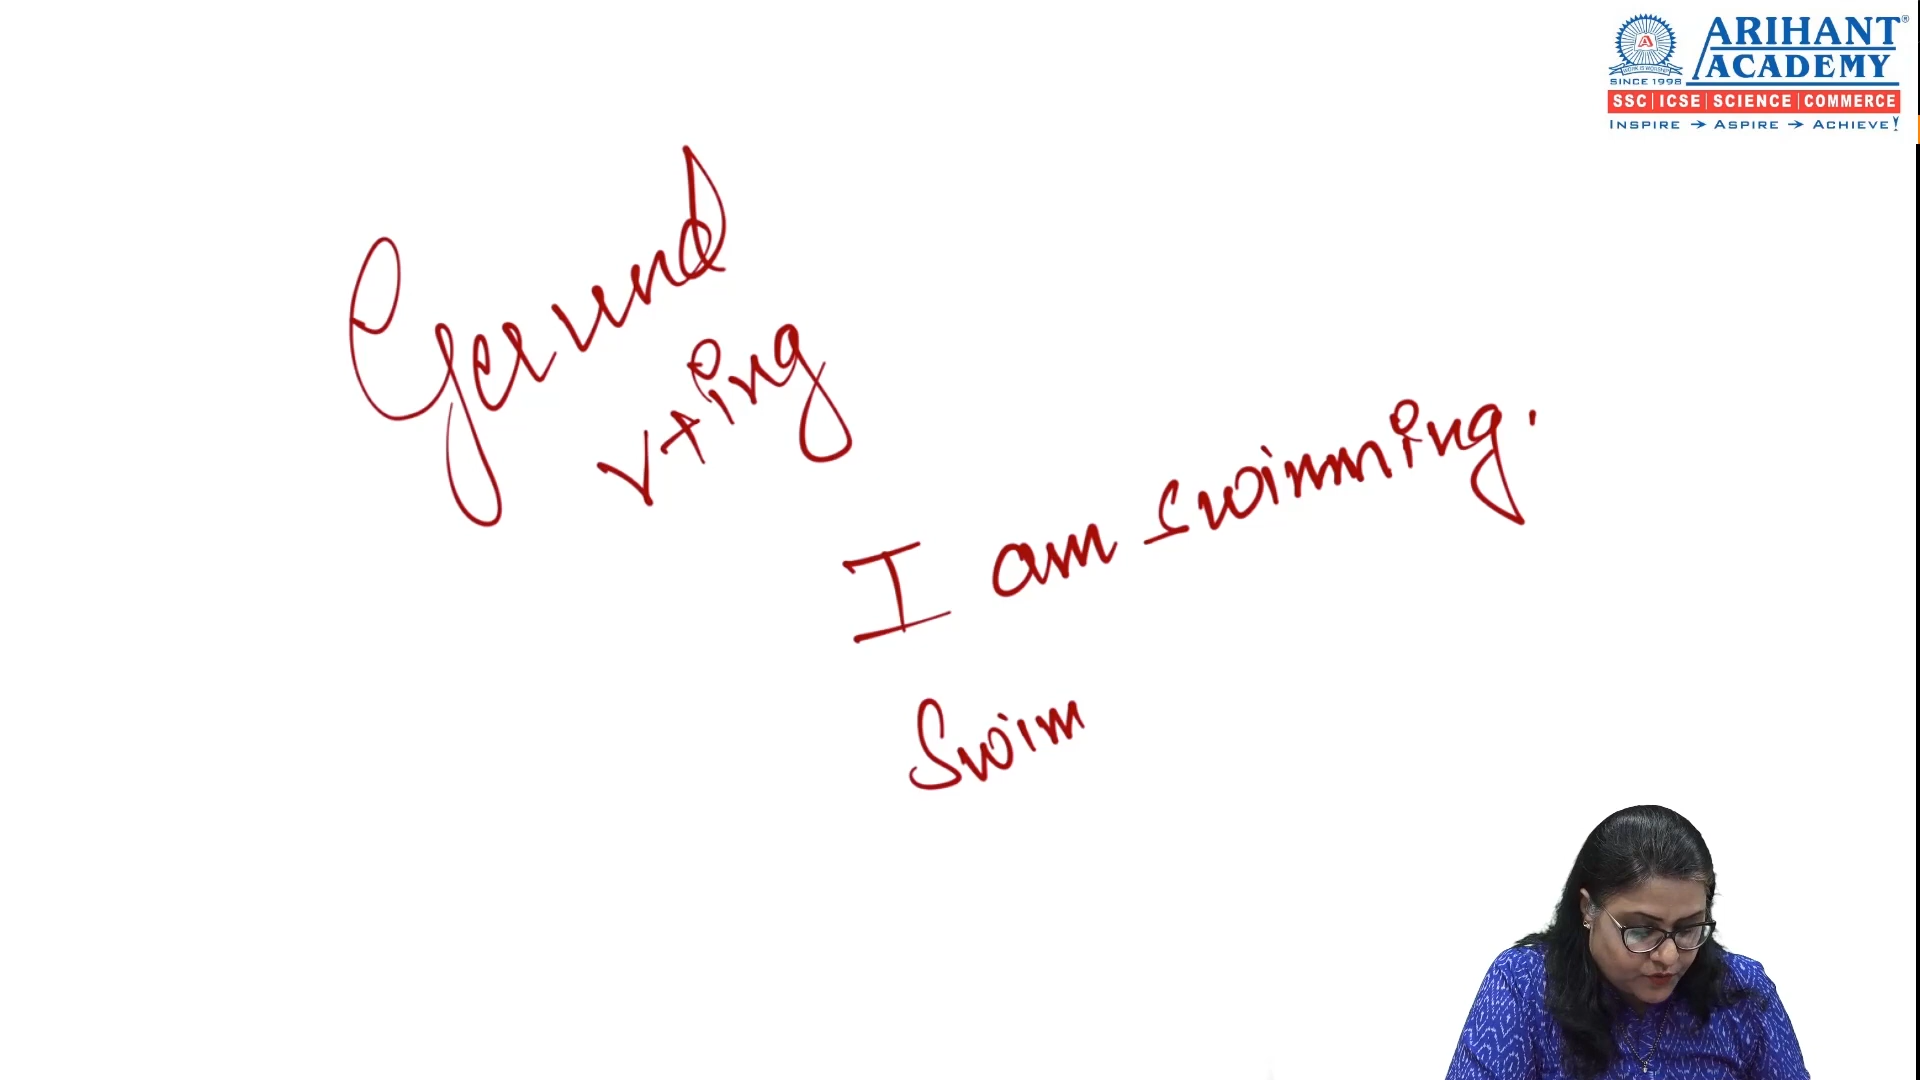 ARIHANT
ACADEMY
SINCE 1998
SSC | ICSE | SCIENCE | COMMERCE
INSPIRE → ASPIRE → ACHIEVE!
Gerund
v+ing
I am swimming.
Swim